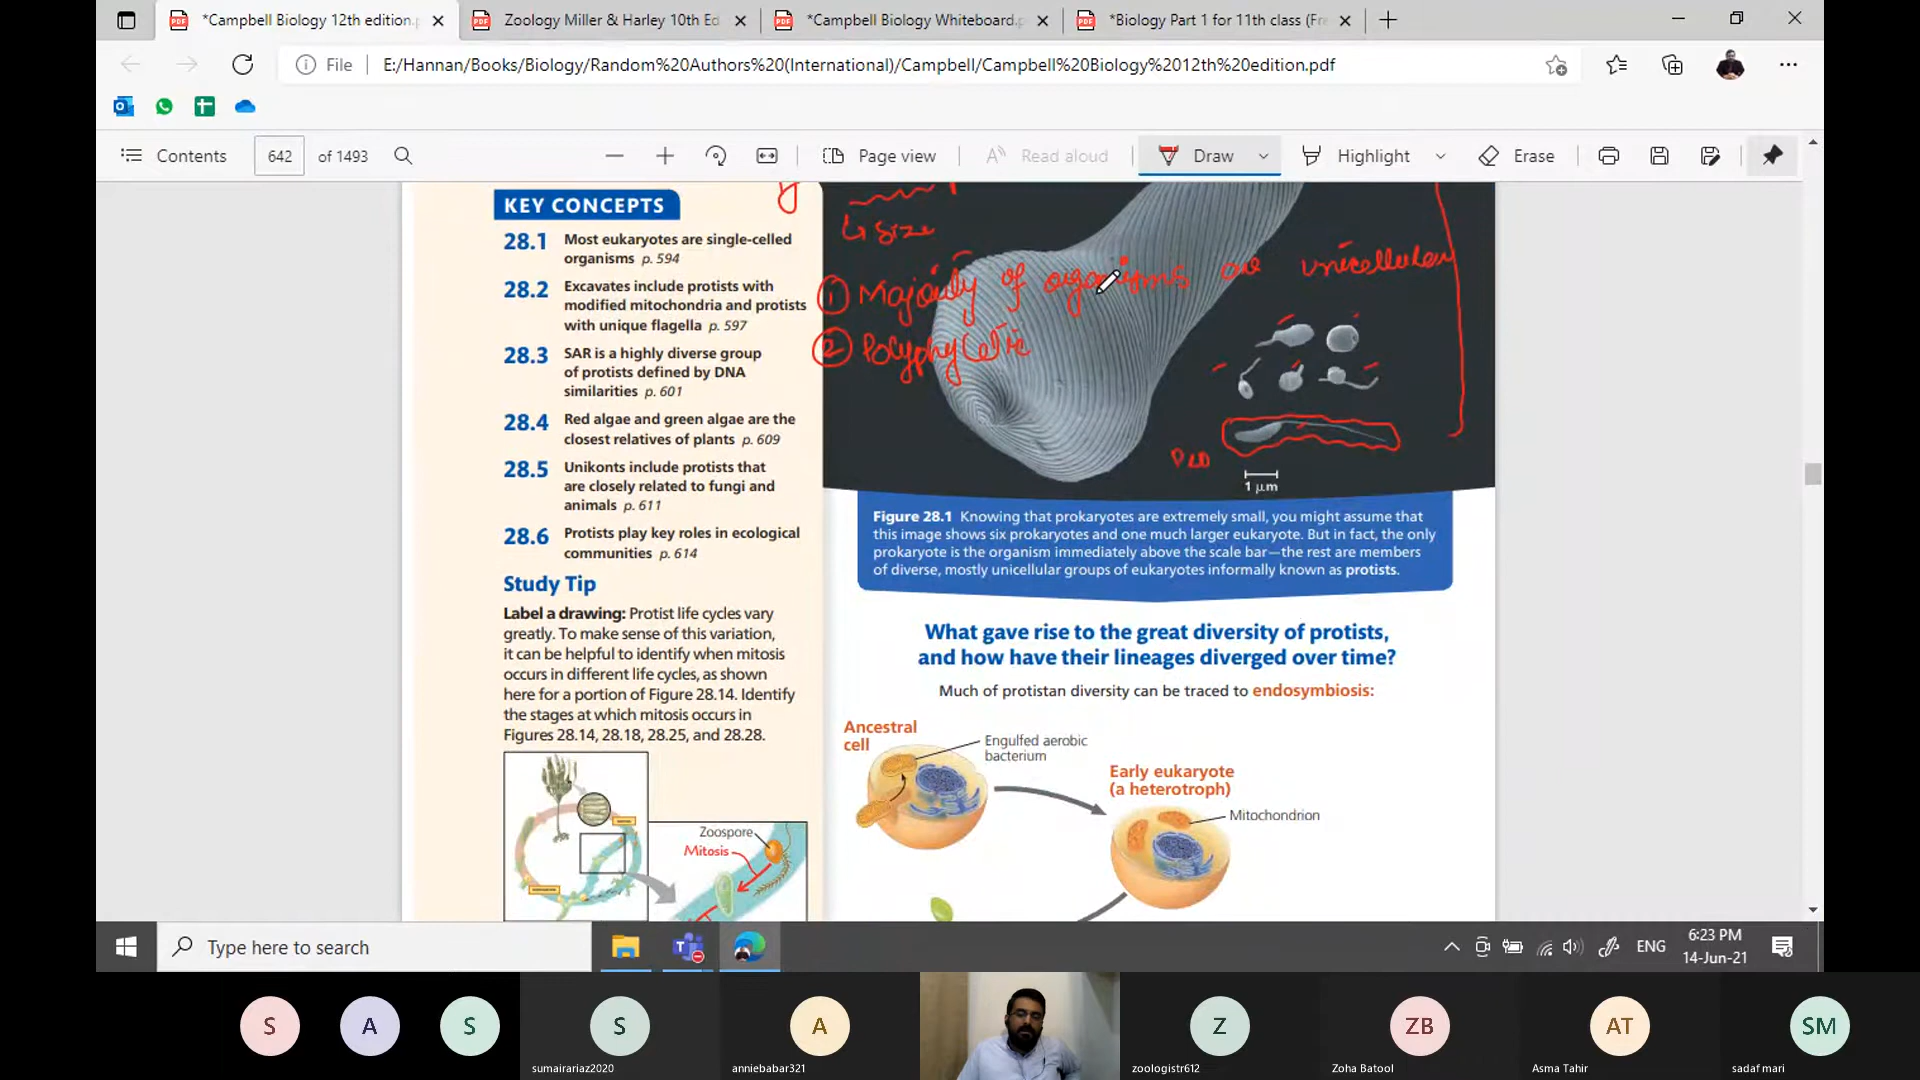 *Campbell Biology 12th edition.p
Zoology Miller & Harley 10th Ed
*Campbell Biology Whiteboard.p
*Biology Part 1 for 11th class (Fre
File
E:/Hannan/Books/Biology/Random%20Authors%20(International)/Campbell/Campbell%20Biology%2012th%20edition.pdf
Contents
642
of 1493
Page view
Read aloud
Draw
Highlight
Erase
KEY CONCEPTS
28.1 Most eukaryotes are single-celled
organisms p. 594
28.2 Excavates include protists with
modified mitochondria and protists
with unique flagella p. 597
28.3 SAR is a highly diverse group
of protists defined by DNA
similarities p. 601
28.4 Red algae and green algae are the
closest relatives of plants p. 609
28.5 Unikonts include protists that
are closely related to fungi and
animals p. 611
28.6 Protists play key roles in ecological
communities p. 614
Study Tip
Label a drawing: Protist life cycles vary
greatly. To make sense of this variation,
it can be helpful to identify when mitosis
occurs in different life cycles, as shown
here for a portion of Figure 28.14. Identify
the stages at which mitosis occurs in
Figures 28.14, 28.18, 28.25, and 28.28.
Zoospore
Mitosis
size
① Majority of organisms are unicellular
② Polyphyletic
1 μm
Figure 28.1 Knowing that prokaryotes are extremely small, you might assume that
this image shows six prokaryotes and one much larger eukaryote. But in fact, the only
prokaryote is the organism immediately above the scale bar—the rest are members
of diverse, mostly unicellular groups of eukaryotes informally known as protists.
What gave rise to the great diversity of protists,
and how have their lineages diverged over time?
Much of protistan diversity can be traced to endosymbiosis:
Ancestral
cell
Engulfed aerobic
bacterium
Early eukaryote
(a heterotroph)
Mitochondrion
Type here to search
ENG
6:23 PM
14-Jun-21
S
A
S
S
A
Z
ZB
AT
SM
sumairariaz2020
anniebabar321
zoologistr612
Zoha Batool
Asma Tahir
sadaf mari